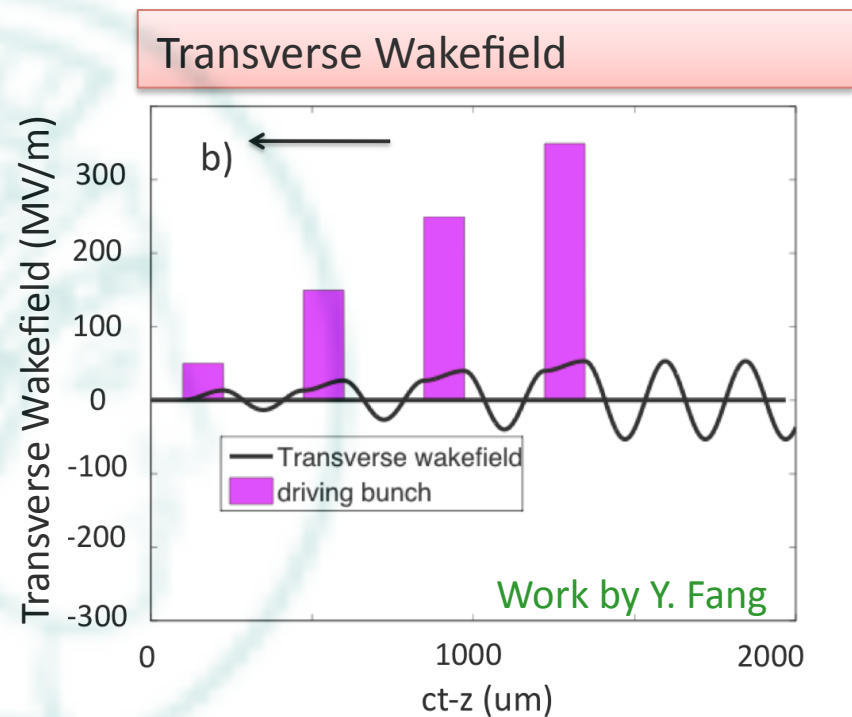 Transverse Wakefield
Transverse Wakefield (MV/m)
b)
300
200
100
0
-100
-200
-300
Transverse wakefield
driving bunch
Work by Y. Fang
0
1000
2000
ct-z (um)